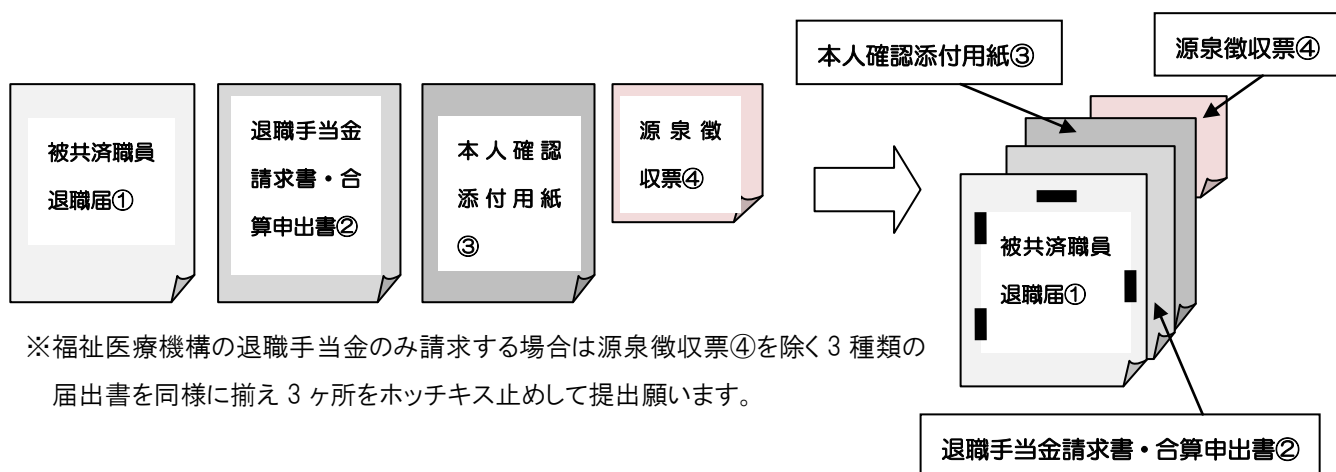 本人確認添付用紙③
源泉徴収票④
被共済職員
退職届①
退職手当金
請求書・合
算申出書②
本人確認
添付用紙
③
源泉徴
収票④
被共済職員
退職届①
※福祉医療機構の退職手当金のみ請求する場合は源泉徴収票④を除く3種類の
届出書を同様に揃え3ヶ所をホッチキス止めして提出願います。
退職手当金請求書・合算申出書②